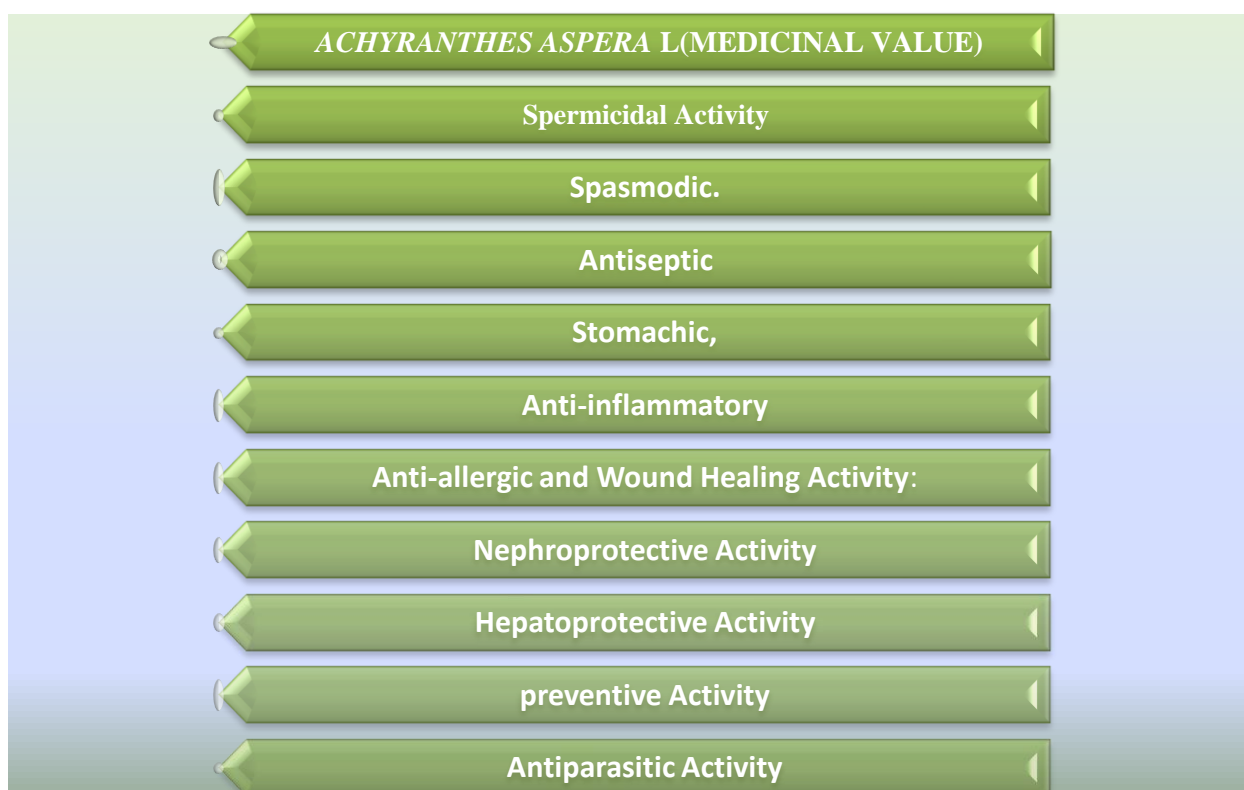 ACHYRANTHES ASPERA L(MEDICINAL VALUE)
Spermicidal Activity
Spasmodic.
Antiseptic
Stomachic,
Anti-inflammatory
Anti-allergic and Wound Healing Activity:
Nephroprotective Activity
Hepatoprotective Activity
preventive Activity
Antiparasitic Activity